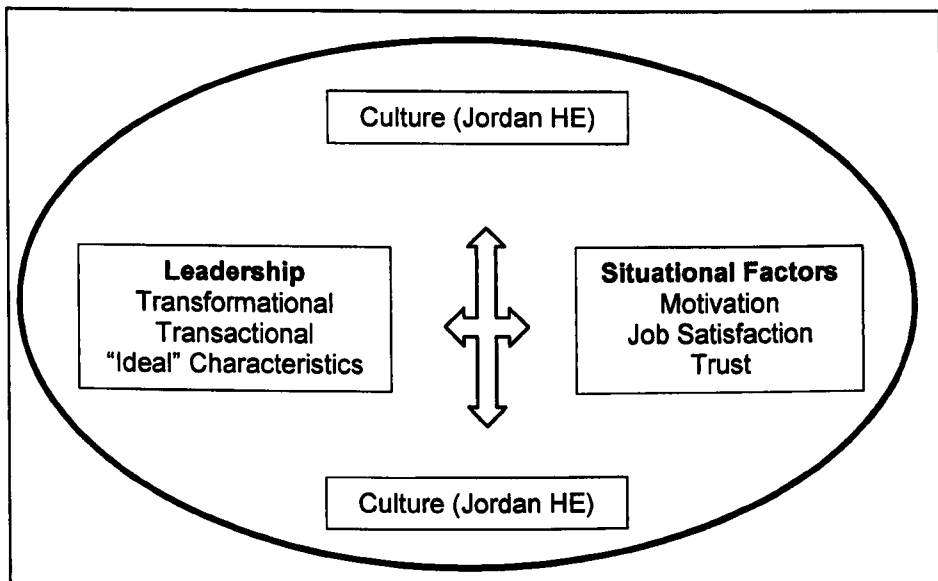 Culture (Jordan HE)
Leadership
Transformational
Transactional
"Ideal" Characteristics
Situational Factors
Motivation
Job Satisfaction
Trust
Culture (Jordan HE)